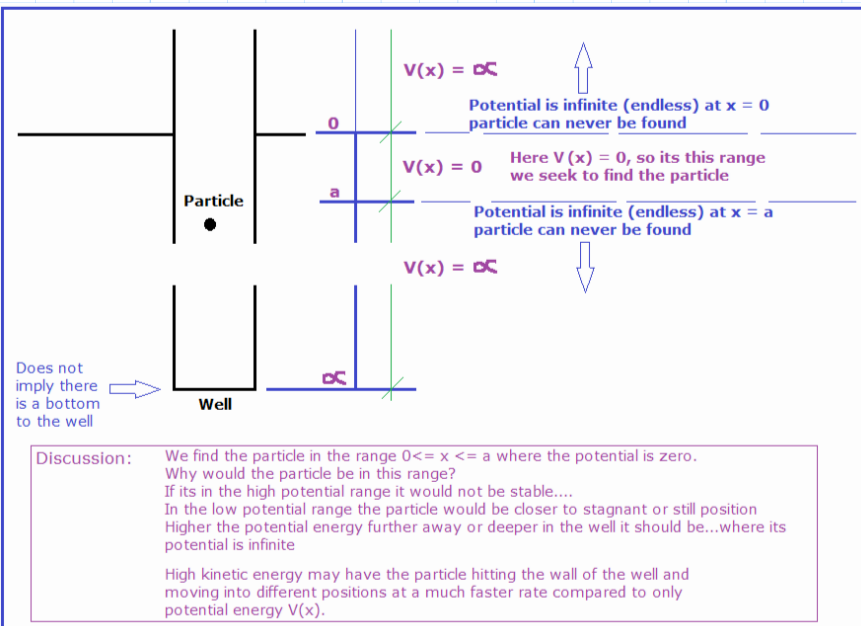 V(x) = ∝
Potential is infinite (endless) at x = 0
particle can never be found
0
V(x) = 0
Here V (x) = 0, so its this range
we seek to find the particle
a
Particle
Potential is infinite (endless) at x = a
particle can never be found
V(x) = ∝
Does not
imply there
is a bottom
to the well
∝
Well
Discussion:
We find the particle in the range 0<= x <= a where the potential is zero.
Why would the particle be in this range?
If its in the high potential range it would not be stable....
In the low potential range the particle would be closer to stagnant or still position
Higher the potential energy further away or deeper in the well it should be...where its
potential is infinite
High kinetic energy may have the particle hitting the wall of the well and
moving into different positions at a much faster rate compared to only
potential energy V(x).